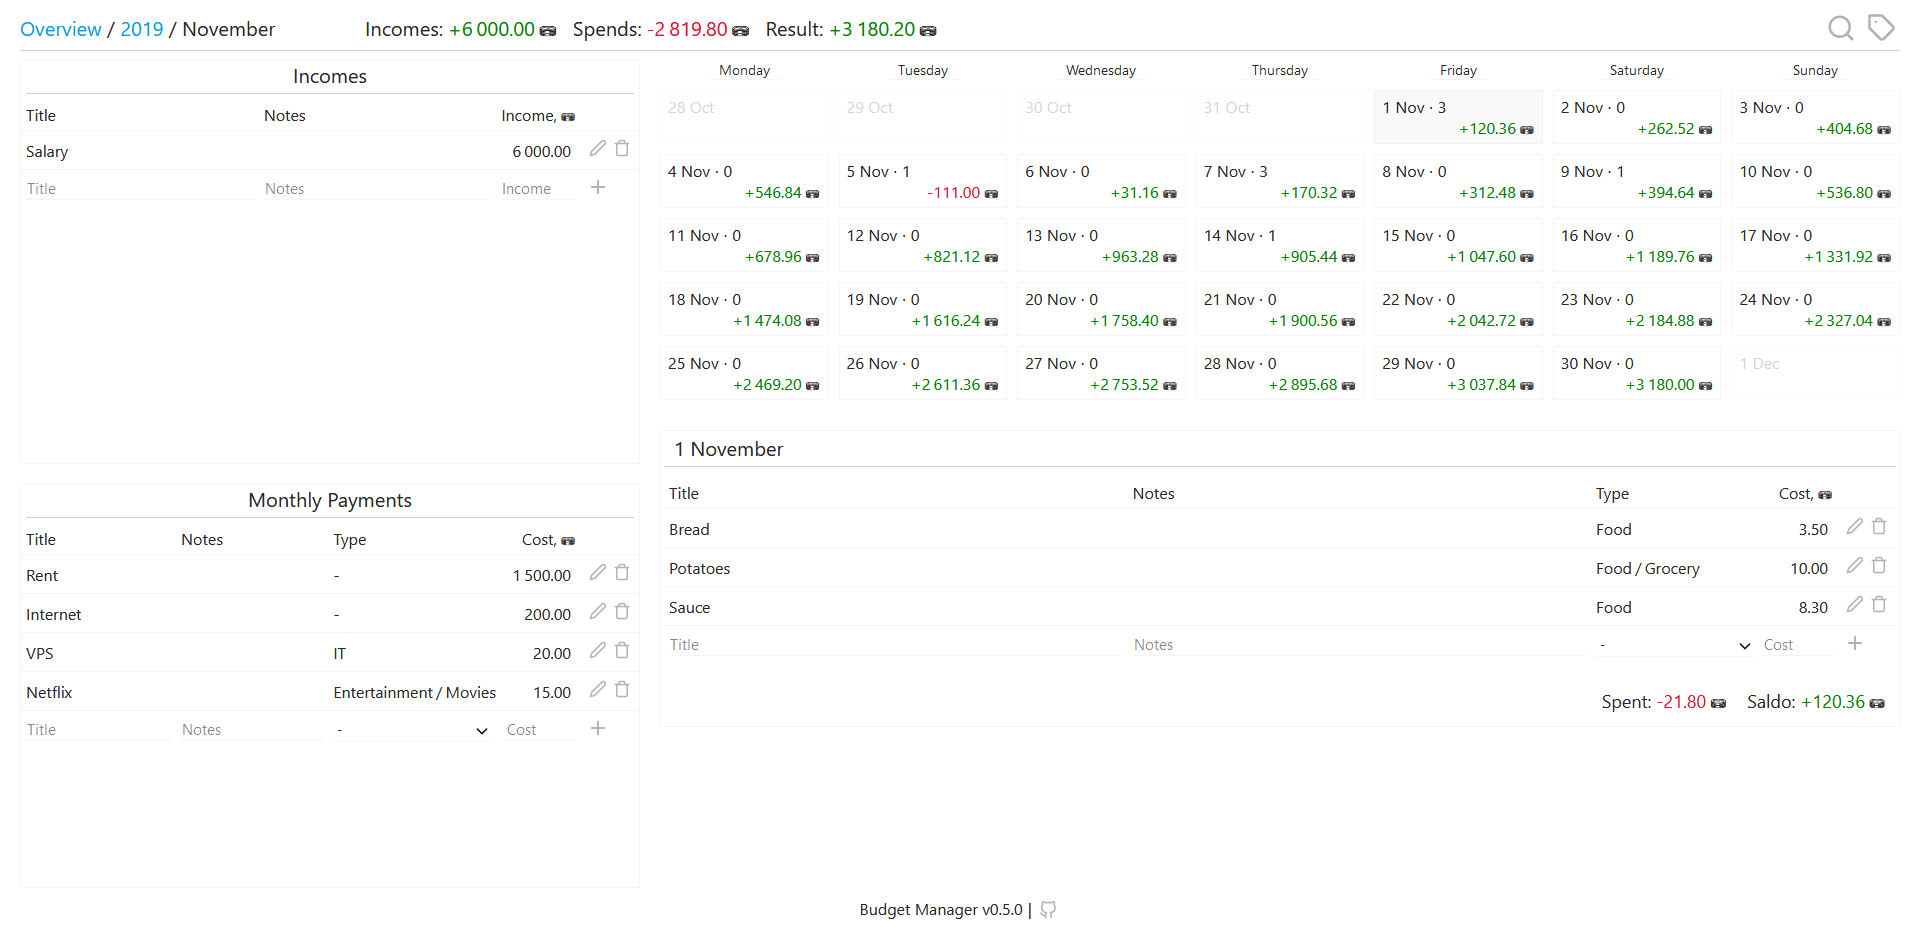 Overview / 2019 / November Incomes: +6 000.00 Spends: -2 819.80 Result: +3 180.20
Incomes
Title Notes Income,
Salary 6 000.00
Title Notes Income
Monthly Payments
Title Notes Type Cost,
Rent - 1 500.00
Internet - 200.00
VPS IT 20.00
Netflix Entertainment / Movies 15.00
Title Notes - Cost
Monday Tuesday Wednesday Thursday Friday Saturday Sunday
28 Oct 29 Oct 30 Oct 31 Oct 1 Nov · 3 2 Nov · 0 3 Nov · 0
+120.36 +262.52 +404.68
4 Nov · 0 5 Nov · 1 6 Nov · 0 7 Nov · 3 8 Nov · 0 9 Nov · 1 10 Nov · 0
+546.84 -111.00 +31.16 +170.32 +312.48 +394.64 +536.80
11 Nov · 0 12 Nov · 0 13 Nov · 0 14 Nov · 1 15 Nov · 0 16 Nov · 0 17 Nov · 0
+678.96 +821.12 +963.28 +905.44 +1 047.60 +1 189.76 +1 331.92
18 Nov · 0 19 Nov · 0 20 Nov · 0 21 Nov · 0 22 Nov · 0 23 Nov · 0 24 Nov · 0
+1 474.08 +1 616.24 +1 758.40 +1 900.56 +2 042.72 +2 184.88 +2 327.04
25 Nov · 0 26 Nov · 0 27 Nov · 0 28 Nov · 0 29 Nov · 0 30 Nov · 0 1 Dec
+2 469.20 +2 611.36 +2 753.52 +2 895.68 +3 037.84 +3 180.00
1 November
Title Notes Type Cost,
Bread Food 3.50
Potatoes Food / Grocery 10.00
Sauce Food 8.30
Title Notes - Cost
Spent: -21.80 Saldo: +120.36
Budget Manager v0.5.0 |